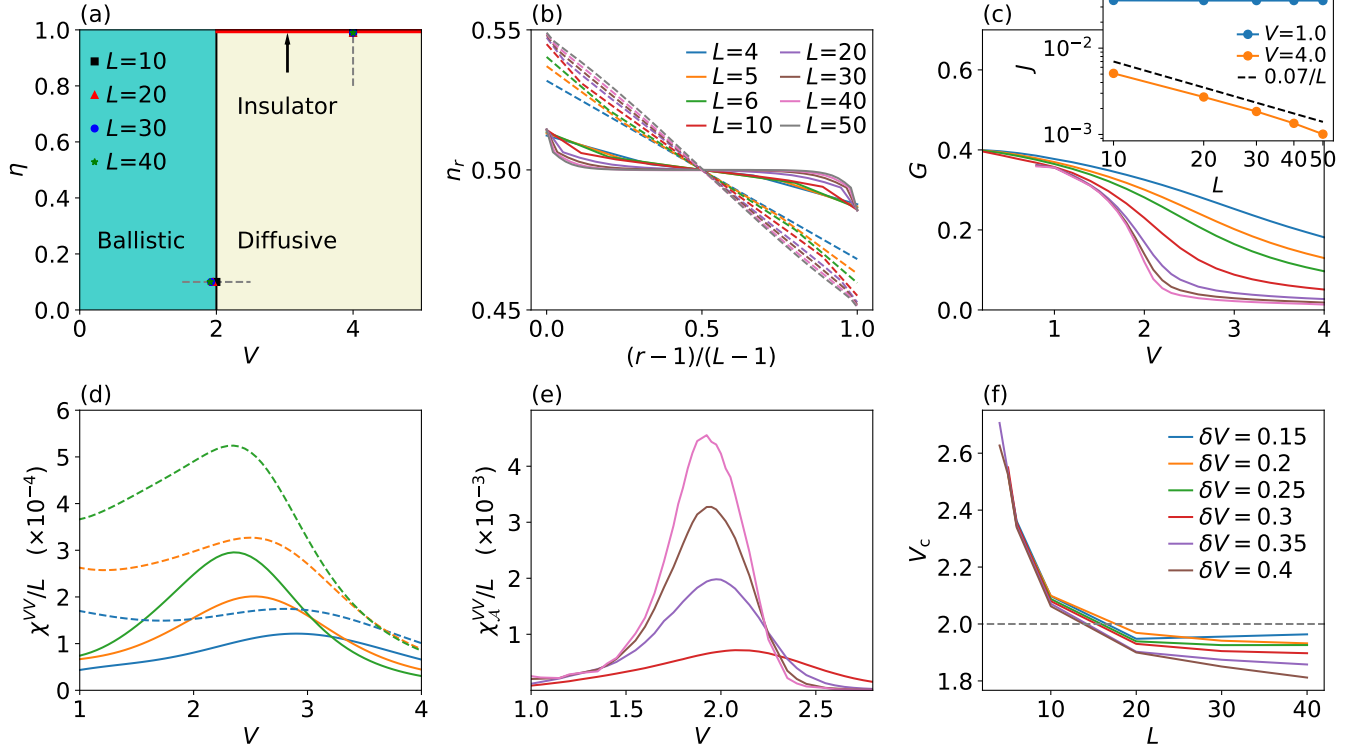 (a)
η
1.0
0.8
0.6
0.4
0.2
0.0
L=10
L=20
L=30
L=40
Insulator
Ballistic
Diffusive
0
2
4
V
(b)
n_r
0.55
0.50
0.45
L=4
L=5
L=6
L=10
L=20
L=30
L=40
L=50
0.0
0.5
1.0
(r − 1)/(L − 1)
(c)
G
0.6
0.4
0.2
0.0
1
2
3
4
V
J
10⁻²
10⁻³
V=1.0
V=4.0
0.07/L
10
20
30
40
50
L
(d)
χ^{VV}/L (×10⁻⁴)
6
5
4
3
2
1
0
1
2
3
4
V
(e)
χ_A^{VV}/L (×10⁻³)
4
3
2
1
1.0
1.5
2.0
2.5
V
(f)
V_c
2.6
2.4
2.2
2.0
1.8
δV = 0.15
δV = 0.2
δV = 0.25
δV = 0.3
δV = 0.35
δV = 0.4
10
20
30
40
L